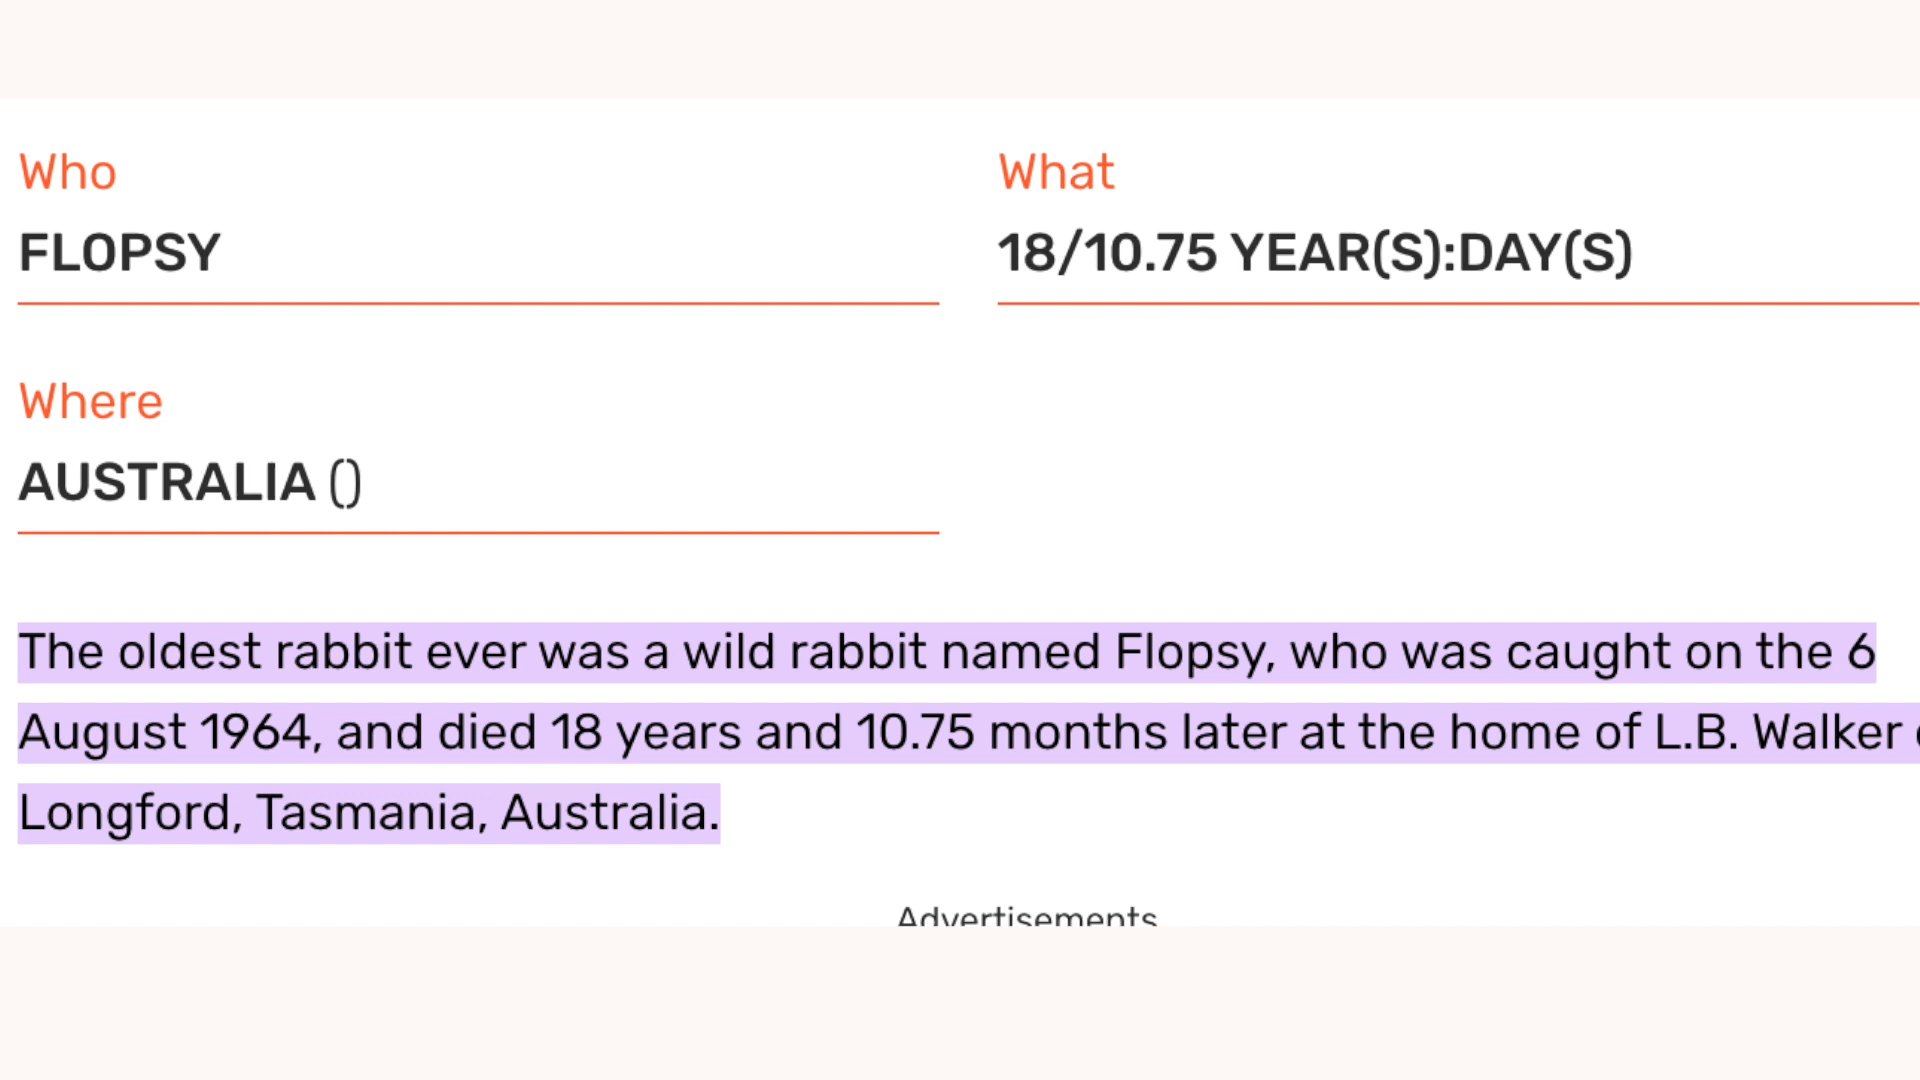 Who
What
FLOPSY
18/10.75 YEAR(S):DAY(S)
Where
AUSTRALIA ()
The oldest rabbit ever was a wild rabbit named Flopsy, who was caught on the 6
August 1964, and died 18 years and 10.75 months later at the home of L.B. Walker
Longford, Tasmania, Australia.
Advertisements